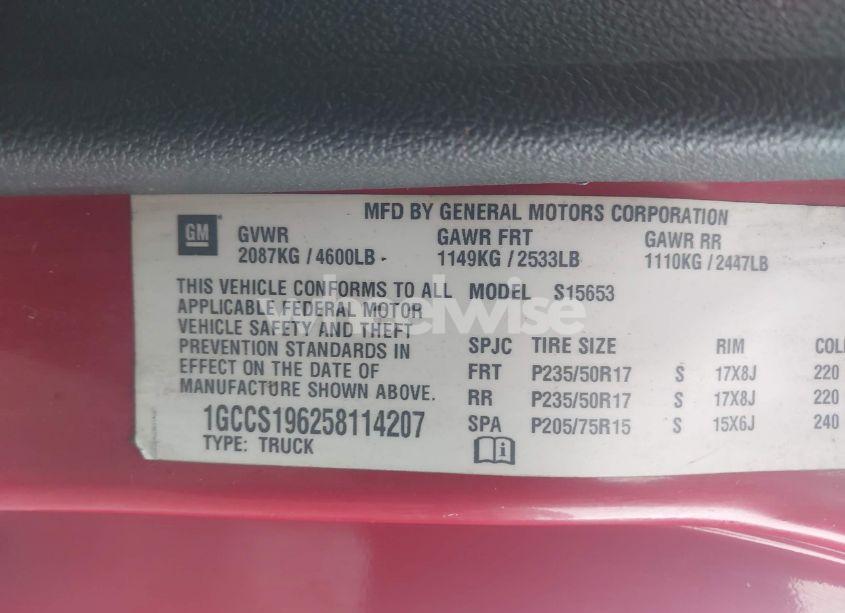 MFD BY GENERAL MOTORS CORPORATION
GM GVWR GAWR FRT GAWR RR
2087KG / 4600LB - 1149KG / 2533LB 1110KG / 2447LB
THIS VEHICLE CONFORMS TO ALL
APPLICABLE FEDERAL MOTOR
VEHICLE SAFETY AND THEFT
PREVENTION STANDARDS IN
EFFECT ON THE DATE OF
MANUFACTURE SHOWN ABOVE.
1GCCS196258114207
TYPE: TRUCK
MODEL S15653
SPJC TIRE SIZE RIM COL
FRT P235/50R17 S 17X8J 220
RR P235/50R17 S 17X8J 220
SPA P205/75R15 S 15X6J 240
wheelwise